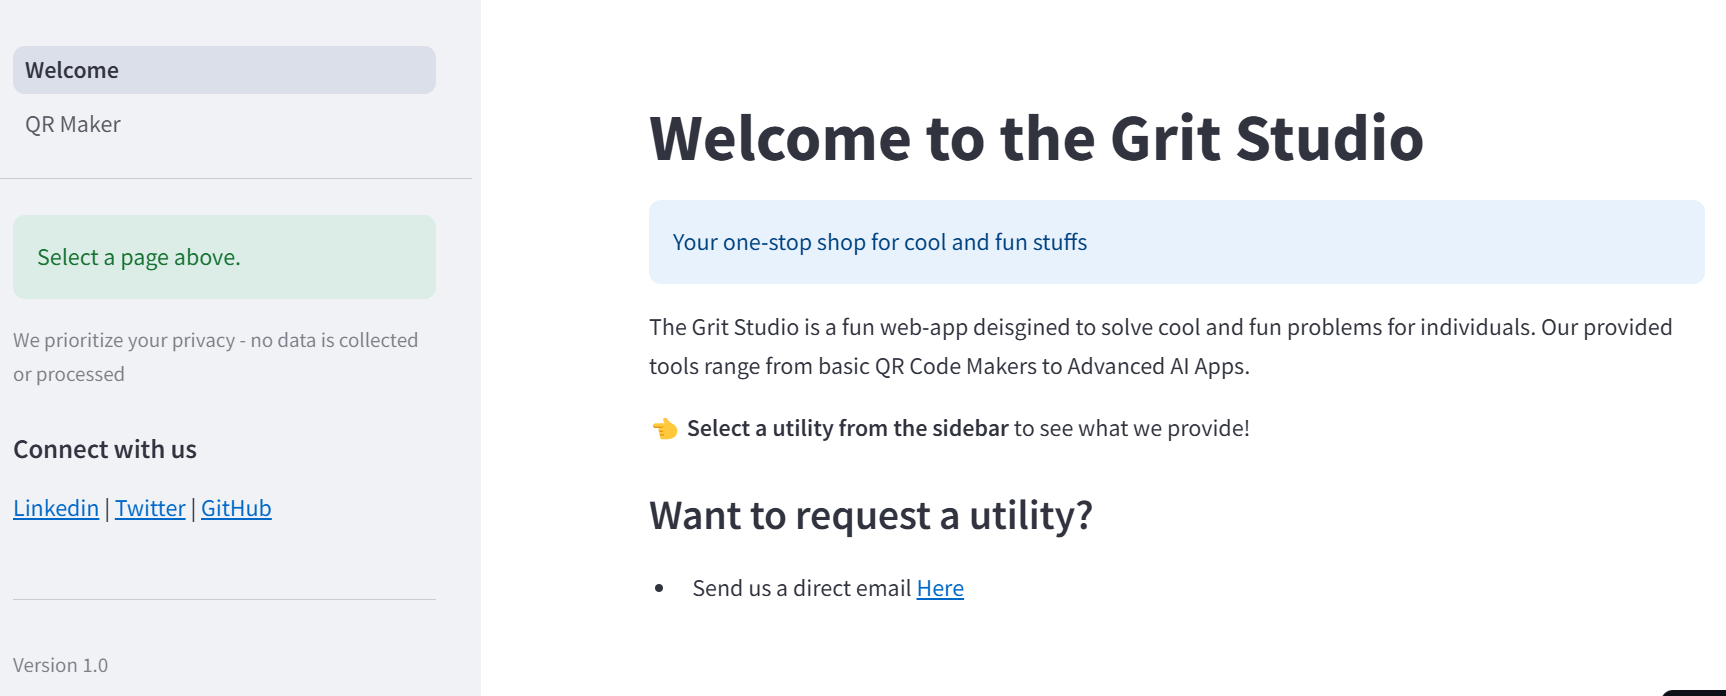 Welcome
QR Maker
Select a page above.
We prioritize your privacy - no data is collected
or processed
Connect with us
Linkedin | Twitter | GitHub
Version 1.0
Welcome to the Grit Studio
Your one-stop shop for cool and fun stuffs
The Grit Studio is a fun web-app deisgined to solve cool and fun problems for individuals. Our provided
tools range from basic QR Code Makers to Advanced AI Apps.
👈 Select a utility from the sidebar to see what we provide!
Want to request a utility?
• Send us a direct email Here